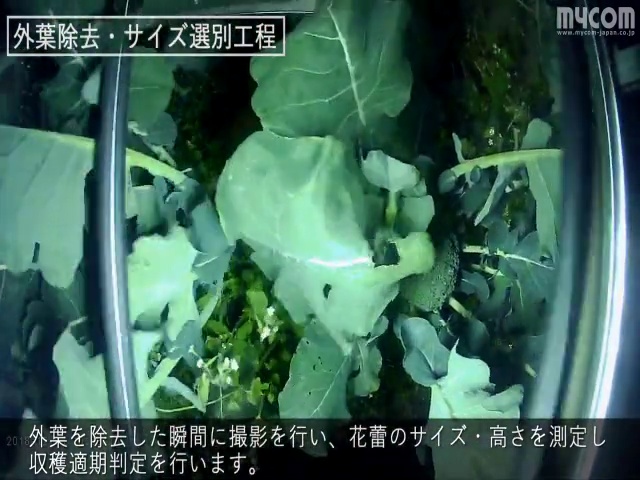 外葉除去・サイズ選別工程
mycom
www.mycom-japan.co.jp
外葉を除去した瞬間に撮影を行い、花蕾のサイズ・高さを測定し
収穫適期判定を行います。